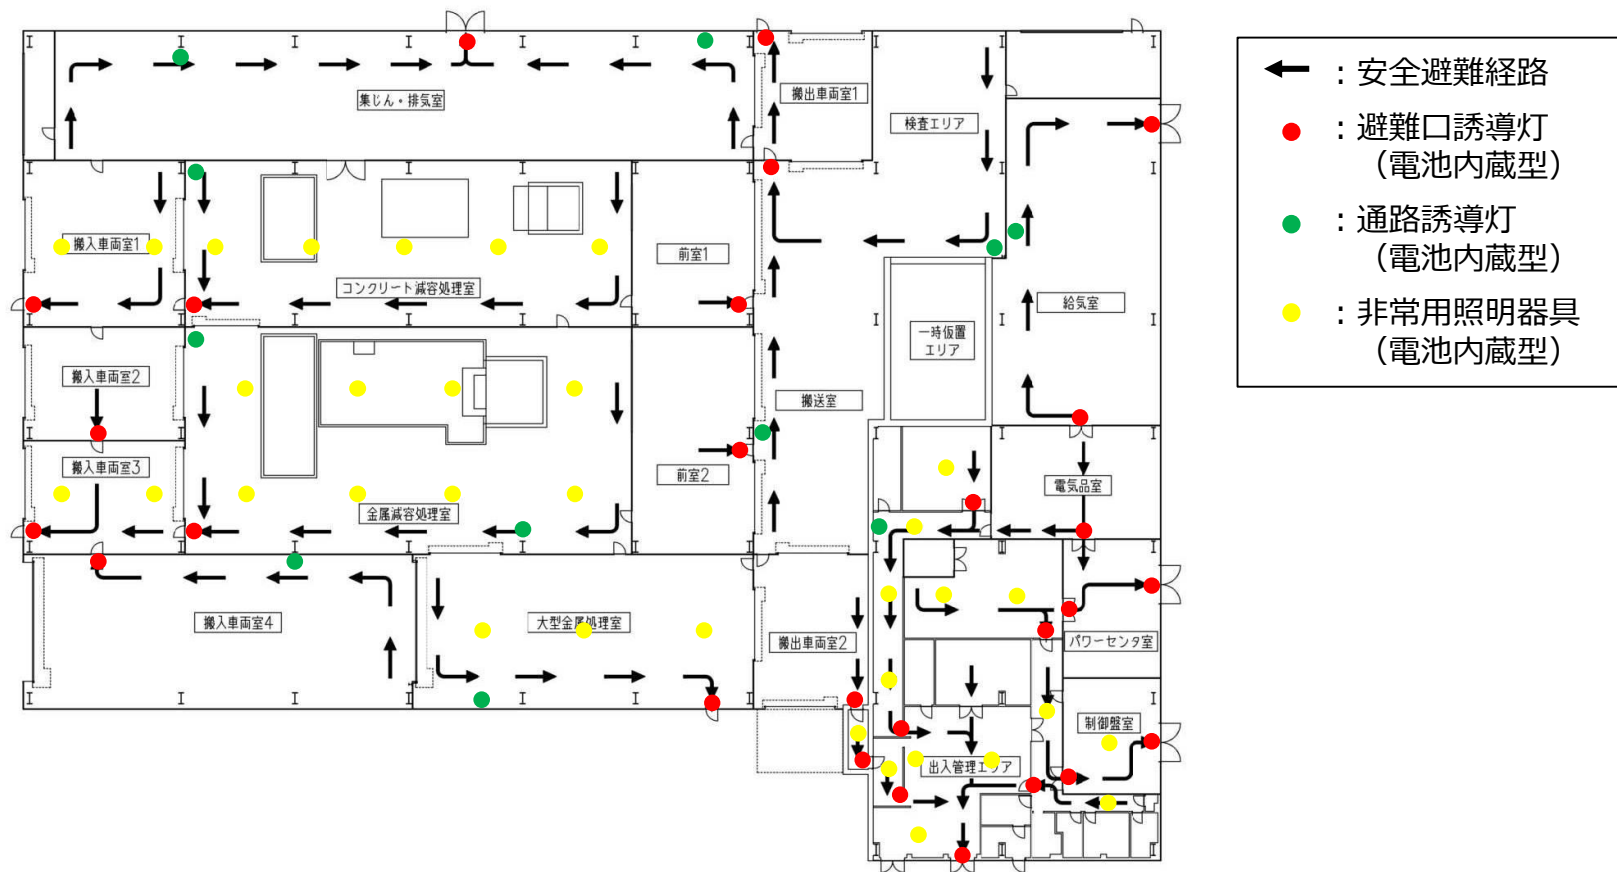 集じん・排気室
搬出車両室1
検査エリア
搬入車両室1
コンクリート減容処理室
前室1
給気室
一時仮置
エリア
搬入車両室2
搬送室
搬入車両室3
金属減容処理室
前室2
電気品室
搬入車両室4
大型金属処理室
搬出車両室2
パワーセンタ室
制御盤室
出入管理エリア
：安全避難経路
：避難口誘導灯
（電池内蔵型）
：通路誘導灯
（電池内蔵型）
：非常用照明器具
（電池内蔵型）